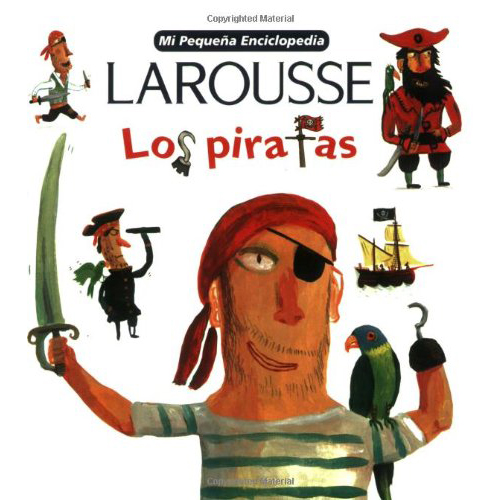 Copyrighted Material
Mi Pequeña Enciclopedia
LAROUSSE
Los piratas
Copyrighted Material